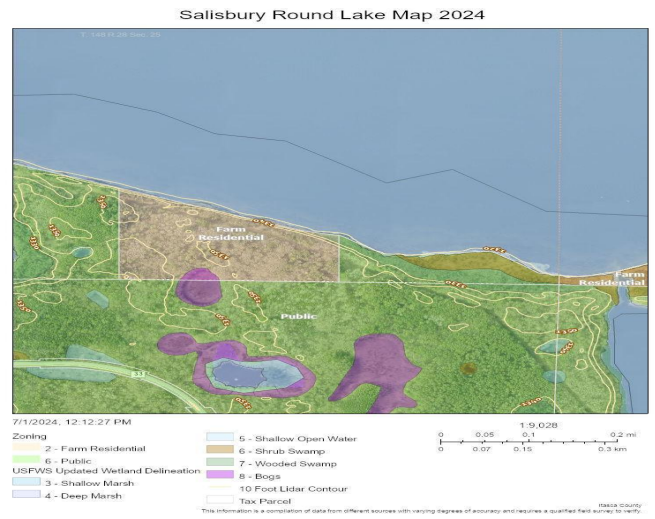 Salisbury Round Lake Map 2024
Farm
Residential
1320
Farm
Residential
Public
1320
33
7/1/2024, 12:12:27 PM
1:9,028
0 0.05 0.1 0.2 mi
0 0.07 0.15 0.3 km
Zoning
2 - Farm Residential
6 - Public
USFWS Updated Wetland Delineation
3 - Shallow Marsh
4 - Deep Marsh
5 - Shallow Open Water
6 - Shrub Swamp
7 - Wooded Swamp
8 - Bogs
10 Foot Lidar Contour
Tax Parcel
Itasca County
This information is a compilation of data from different sources with varying degrees of accuracy and requires a qualified field survey to verify.